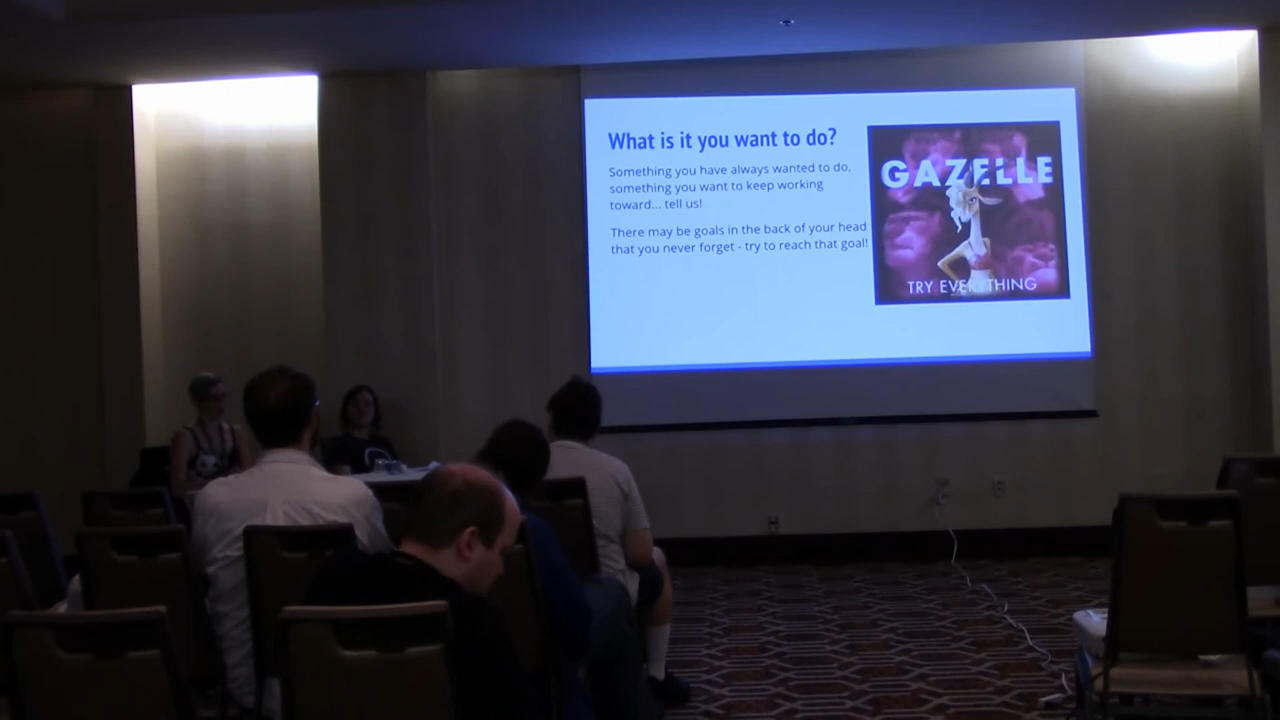 What is it you want to do?
Something you have always wanted to do,
something you want to keep working
toward... tell us!
There may be goals in the back of your head
that you never forget - try to reach that goal!
GAZELLE
TRY EVERYTHING